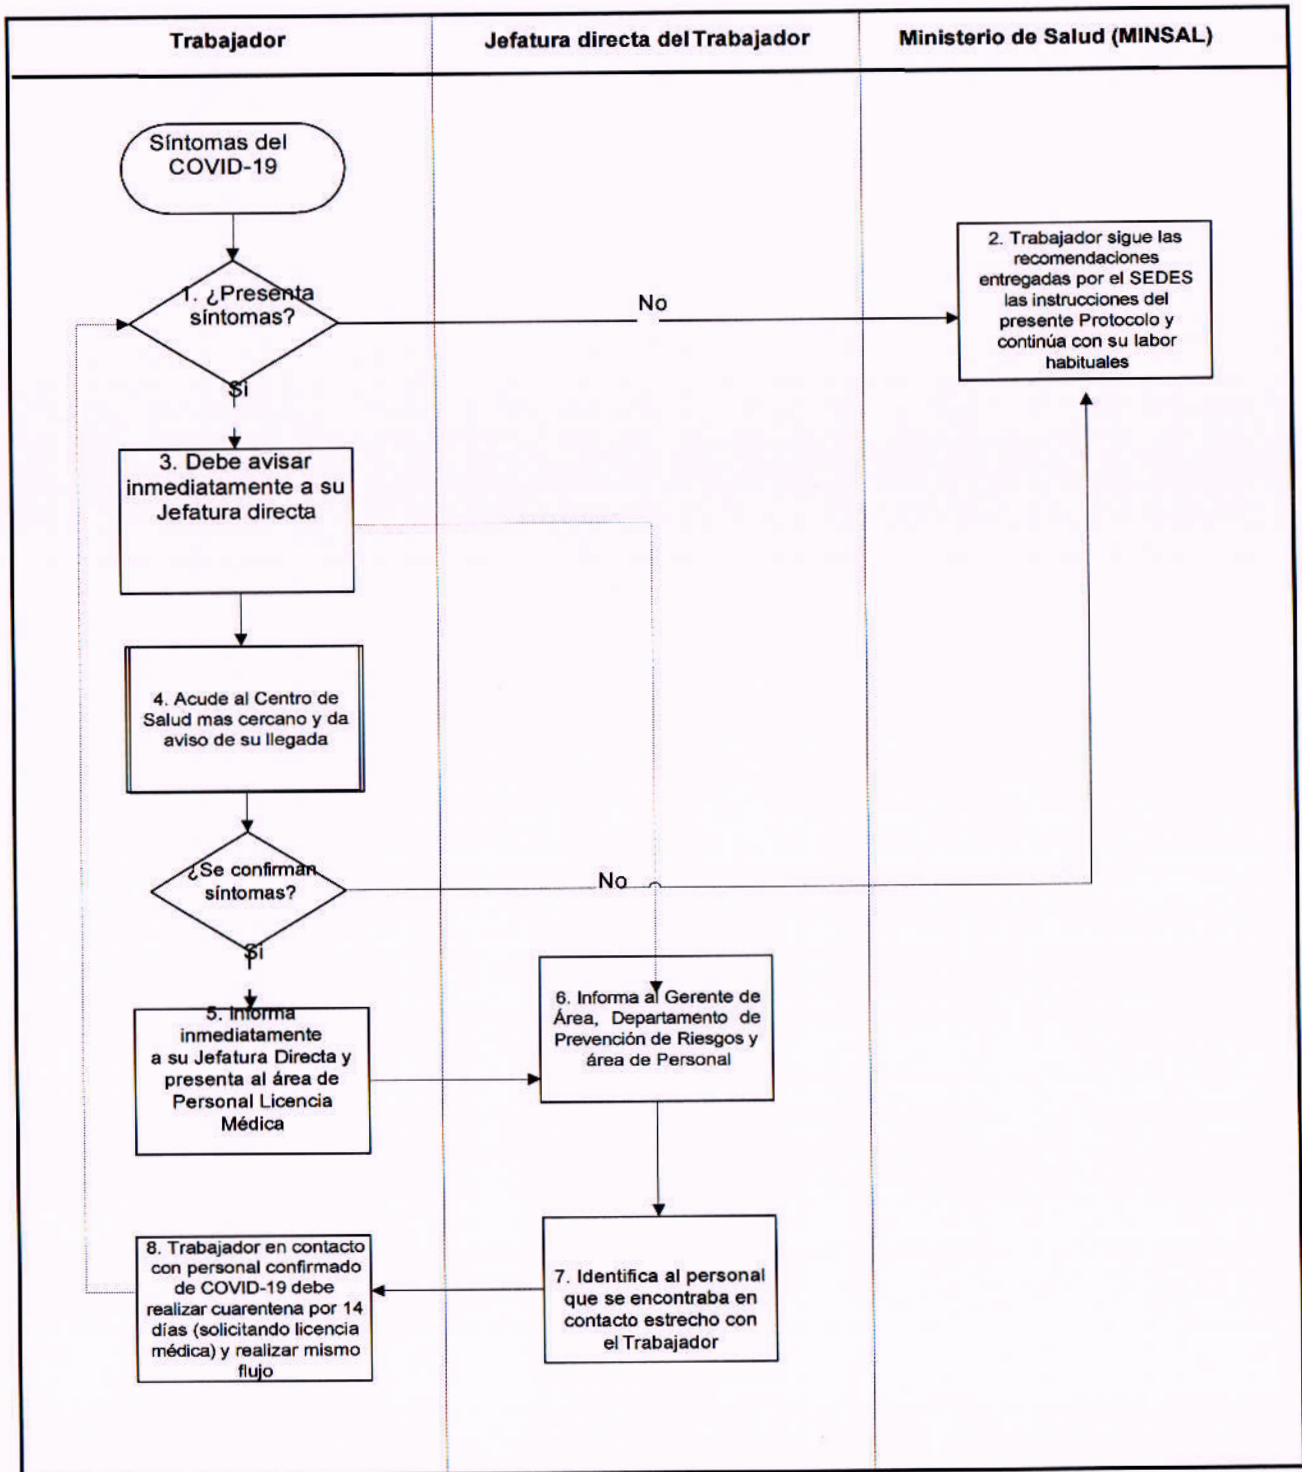 Trabajador
Jefatura directa del Trabajador
Ministerio de Salud (MINSAL)
Síntomas del
COVID-19
1. ¿Presenta
síntomas?
No
2. Trabajador sigue las
recomendaciones
entregadas por el SEDES
las instrucciones del
presente Protocolo y
continúa con su labor
habituales
Si
3. Debe avisar
inmediatamente a su
Jefatura directa
4. Acude al Centro de
Salud mas cercano y da
aviso de su llegada
¿Se confirman
síntomas?
No
Si
5. Informa
inmediatamente
a su Jefatura Directa y
presenta al área de
Personal Licencia
Médica
6. Informa al Gerente de
Área, Departamento de
Prevención de Riesgos y
área de Personal
7. Identifica al personal
que se encontraba en
contacto estrecho con
el Trabajador
8. Trabajador en contacto
con personal confirmado
de COVID-19 debe
realizar cuarentena por 14
días (solicitando licencia
médica) y realizar mismo
flujo